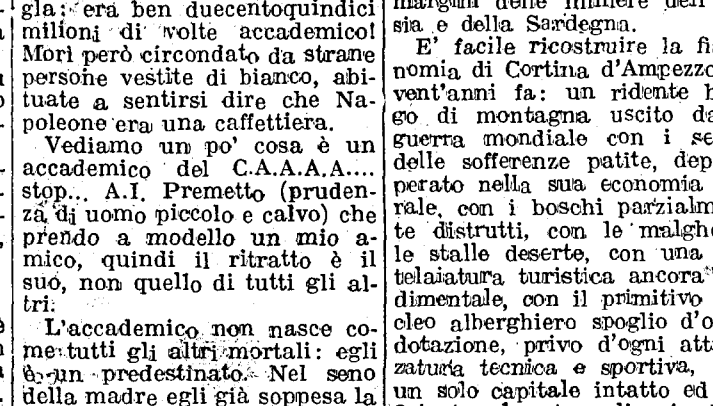 gla: era ben duecentoquindici
milioni di volte accademico!
Morì però circondato da strane
persone vestite di bianco, abi-
tuate a sentirsi dire che Na-
poleone era una caffettiera.
Vediamo un po' cosa è un
accademico del C.A.A.A.A....
stop... A.I. Premetto (pruden-
za di uomo piccolo e calvo) che
prendo a modello un mio a-
mico, quindi il ritratto è il
suo, non quello di tutti gli al-
tri:
L'accademico non nasce co-
me tutti gli altri mortali: egli
è un predestinato. Nel seno
della madre egli già soppesa la
sia e della Sardegna.
E' facile ricostruire la fi
nomia di Cortina d'Ampezzo
vent'anni fa: un ridente b
go di montagna uscito da
guerra mondiale con i se
delle sofferenze patite, dep
perato nella sua economia
rale, con i boschi parzialm
te distrutti, con le malghe
le stalle deserte, con una
telaiatura turistica ancora
dimentale, con il primitivo
cleo alberghiero spoglio d'o
dotazione, privo d'ogni att
zatura tecnica e sportiva,
un solo capitale intatto ed